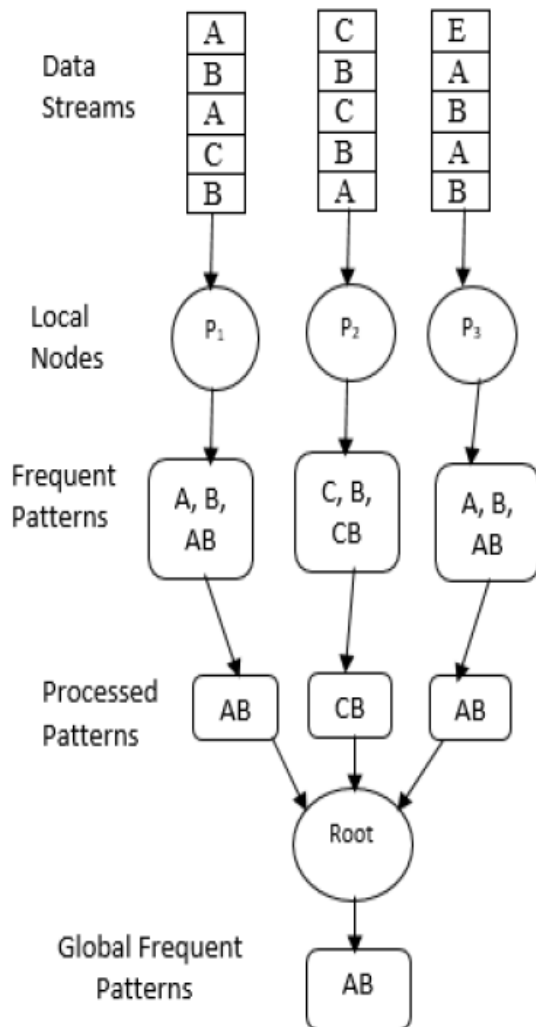 Data
Streams
A
B
A
C
B
C
B
C
B
A
E
A
B
A
B
Local
Nodes
P₁
P₂
P₃
Frequent
Patterns
A, B,
AB
C, B,
CB
A, B,
AB
Processed
Patterns
AB
CB
AB
Root
Global Frequent
Patterns
AB